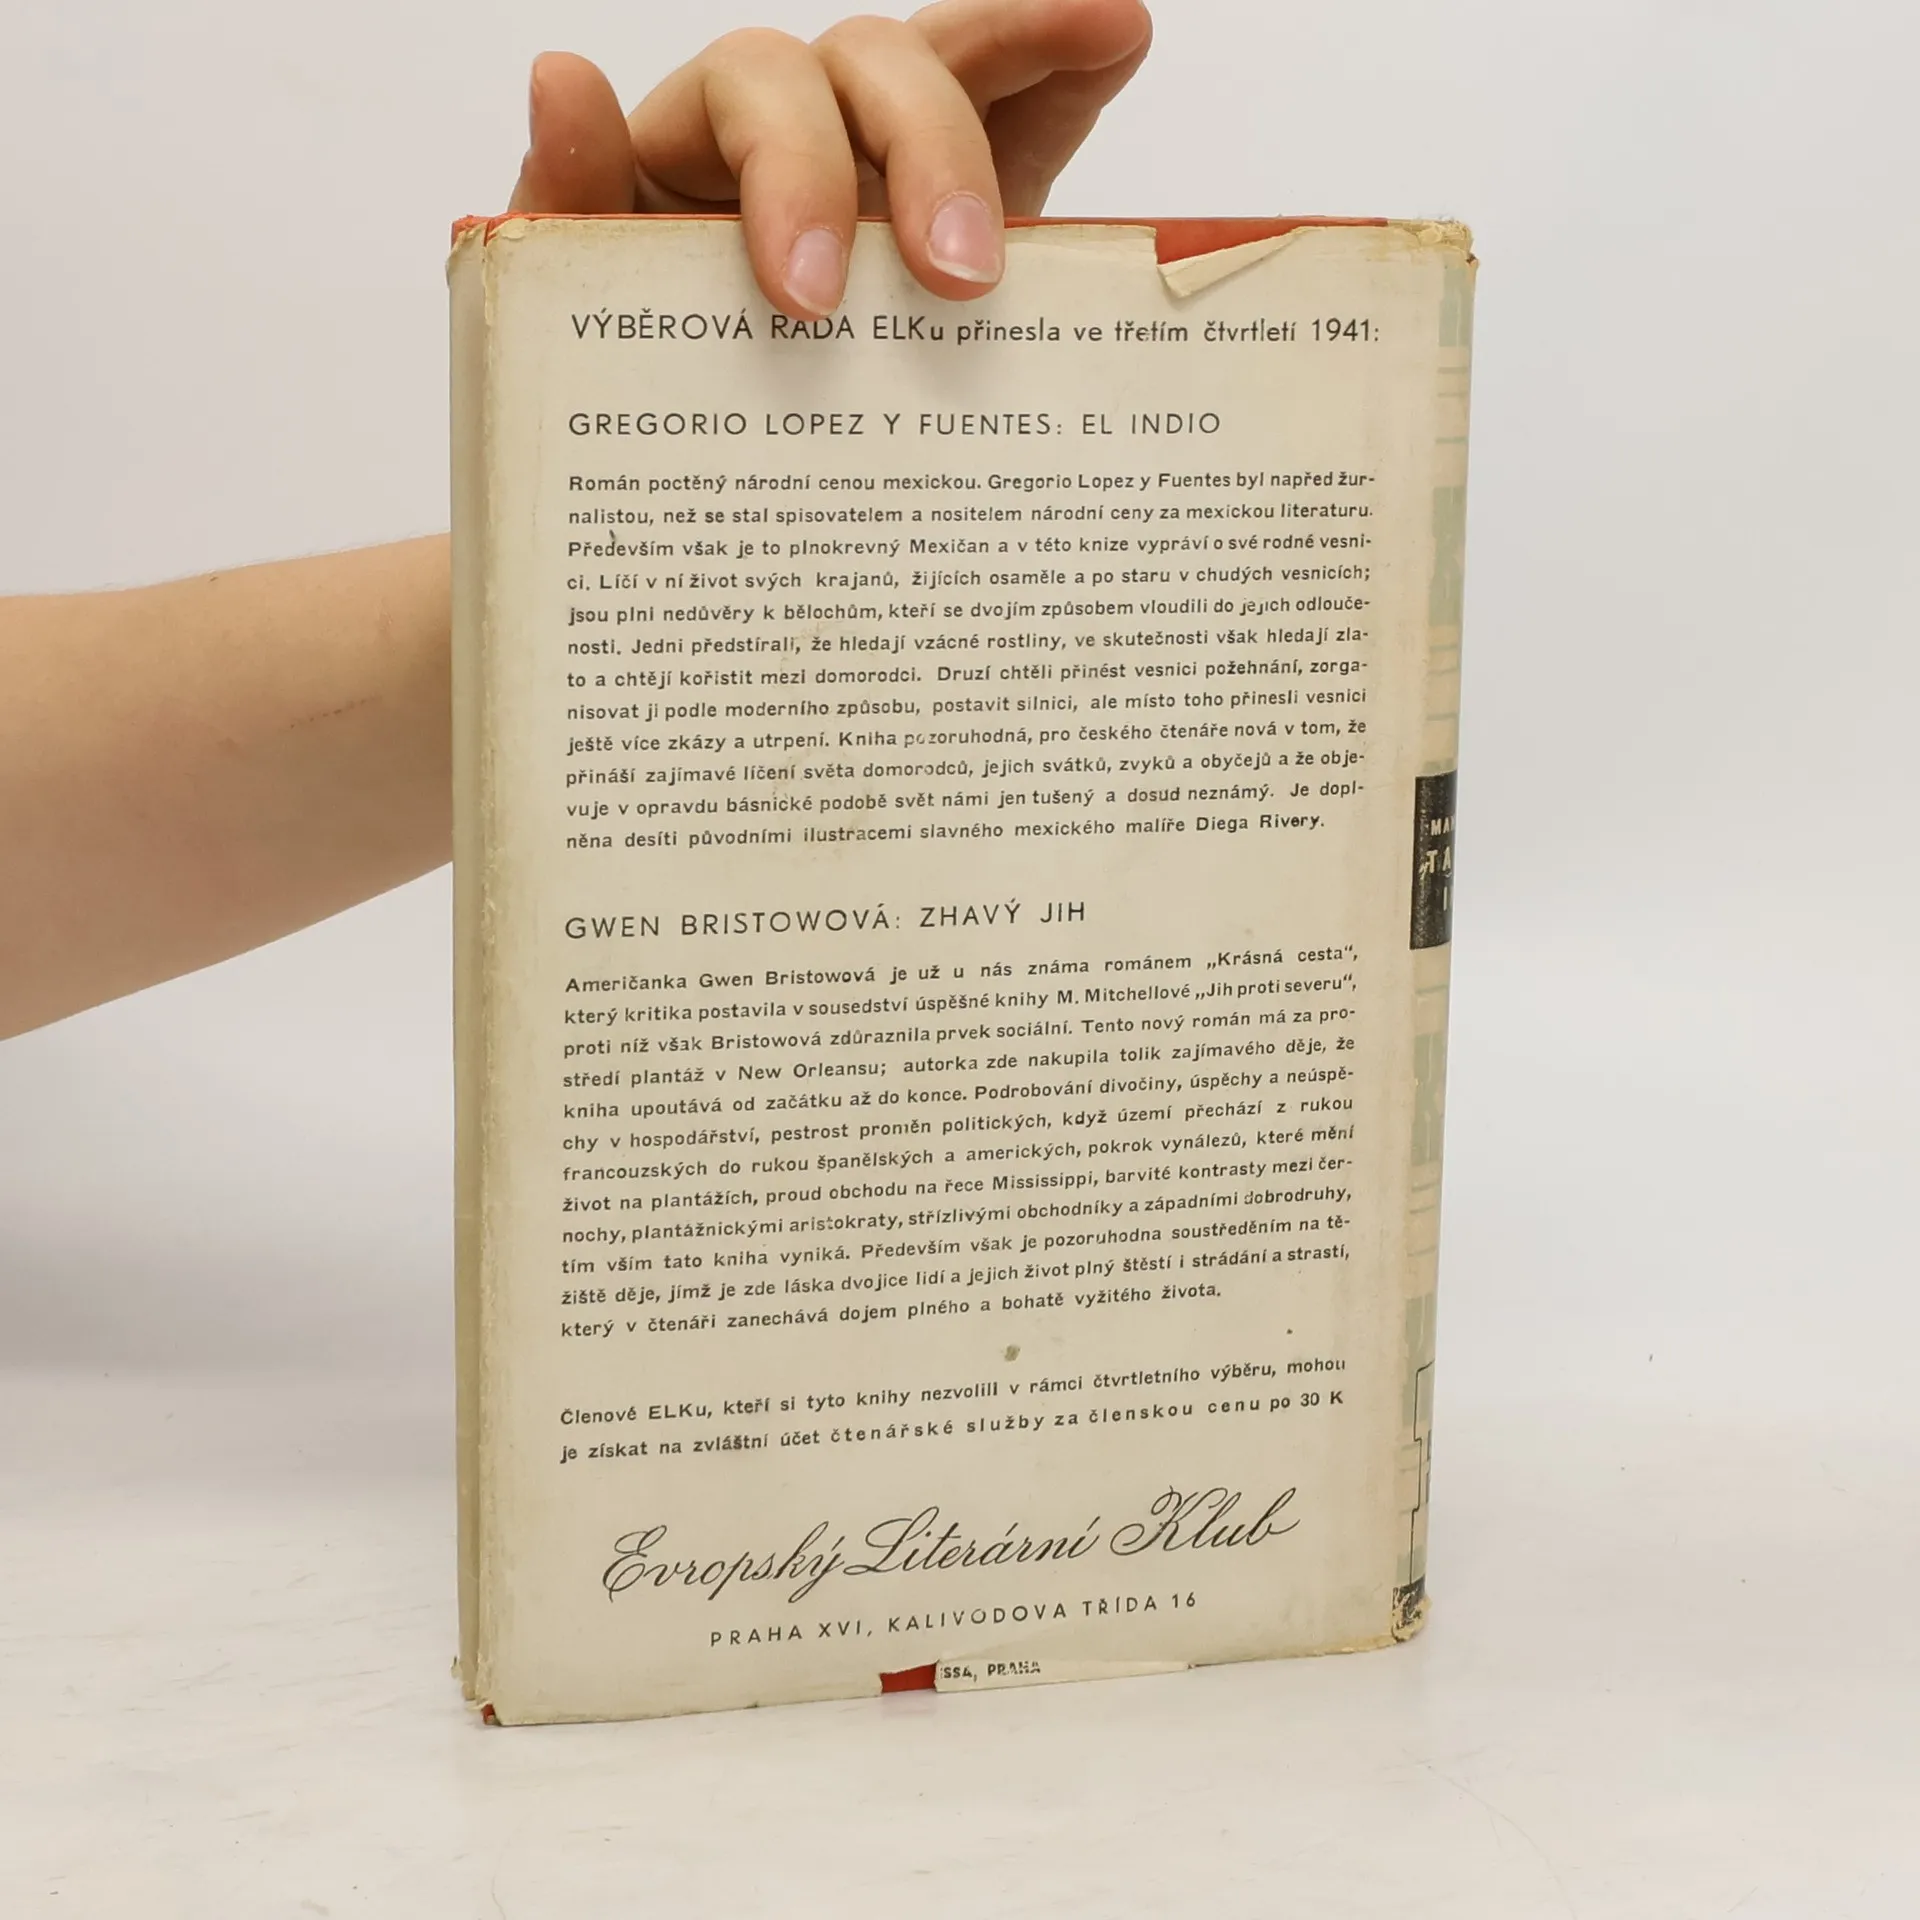 VÝBĚROVÁ ŘADA ELKu přinesla ve třetím čtvrtletí 1941:
GREGORIO LOPEZ Y FUENTES: EL INDIO
Román poctěný národní cenou mexickou. Gregorio Lopez y Fuentes byl napřed žur-
nalistou, než se stal spisovatelem a nositelem národní ceny za mexickou literaturu.
Především však je to plnokrevný Mexičan a v této knize vypráví o své rodné vesni-
ci. Líčí v ní život svých krajanů, žijících osaměle a po staru v chudých vesnicích;
jsou plni nedůvěry k bělochům, kteří se dvojím způsobem vloudili do jejich odlouče-
nosti. Jedni předstírali, že hledají vzácné rostliny, ve skutečnosti však hledají zla-
to a chtějí kořistit mezi domorodci. Druzí chtěli přinést vesnici požehnání, zorga-
nisovat ji podle moderního způsobu, postavit silnici, ale místo toho přinesli vesnici
ještě více zkázy a utrpení. Kniha pozoruhodná, pro českého čtenáře nová v tom, že
přináší zajímavé líčení světa domorodců, jejich svátků, zvyků a obyčejů a že obje-
vuje v opravdu básnické podobě svět námi jen tušený a dosud neznámý. Je dopl-
něna desíti původními ilustracemi slavného mexického malíře Diega Rivery.
GWEN BRISTOWOVÁ: ZHAVÝ JIH
Američanka Gwen Bristowová je už u nás známa románem „Krásná cesta“,
který kritika postavila v sousedství úspěšné knihy M. Mitchellové „Jih proti severu“,
proti níž však Bristowová zdůraznila prvek sociální. Tento nový román má za pro-
středí plantáž v New Orleansu; autorka zde nakupila tolik zajímavého děje, že
kniha upoutává od začátku až do konce. Podrobování divočiny, úspěchy a neúspě-
chy v hospodářství, pestrost proměn politických, když území přechází z rukou
francouzských do rukou španělských a amerických, pokrok vynálezů, které mění
život na plantážích, proud obchodu na řece Mississippi, barvité kontrasty mezi čer-
nochy, plantážnickými aristokraty, střízlivými obchodníky a západními dobrodruhy,
tím vším tato kniha vyniká. Především však je pozoruhodna soustředěním na tě-
žiště děje, jímž je zde láska dvojice lidí a jejich život plný štěstí i strádání a strastí,
který v čtenáři zanechává dojem plného a bohatě vyžitého života.
Členové ELKu, kteří si tyto knihy nezvolili v rámci čtvrtletního výběru, mohou
je získat na zvláštní účet čtenářské služby za členskou cenu po 30 K
Evropský Literární Klub
PRAHA XVI, KALIVODOVA TŘÍDA 16
SSA, PRAHA
MA
TA
I